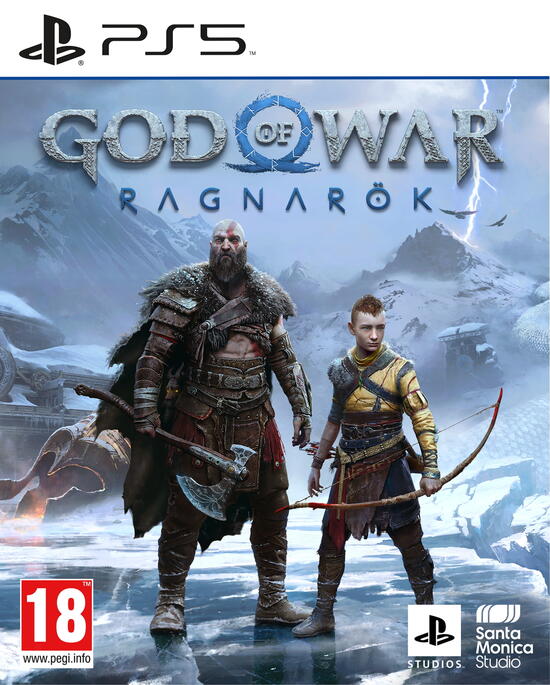 PS5
GOD OF WAR
RAGNARÖK
18
www.pegi.info
STUDIOS
Santa
Monica
Studio